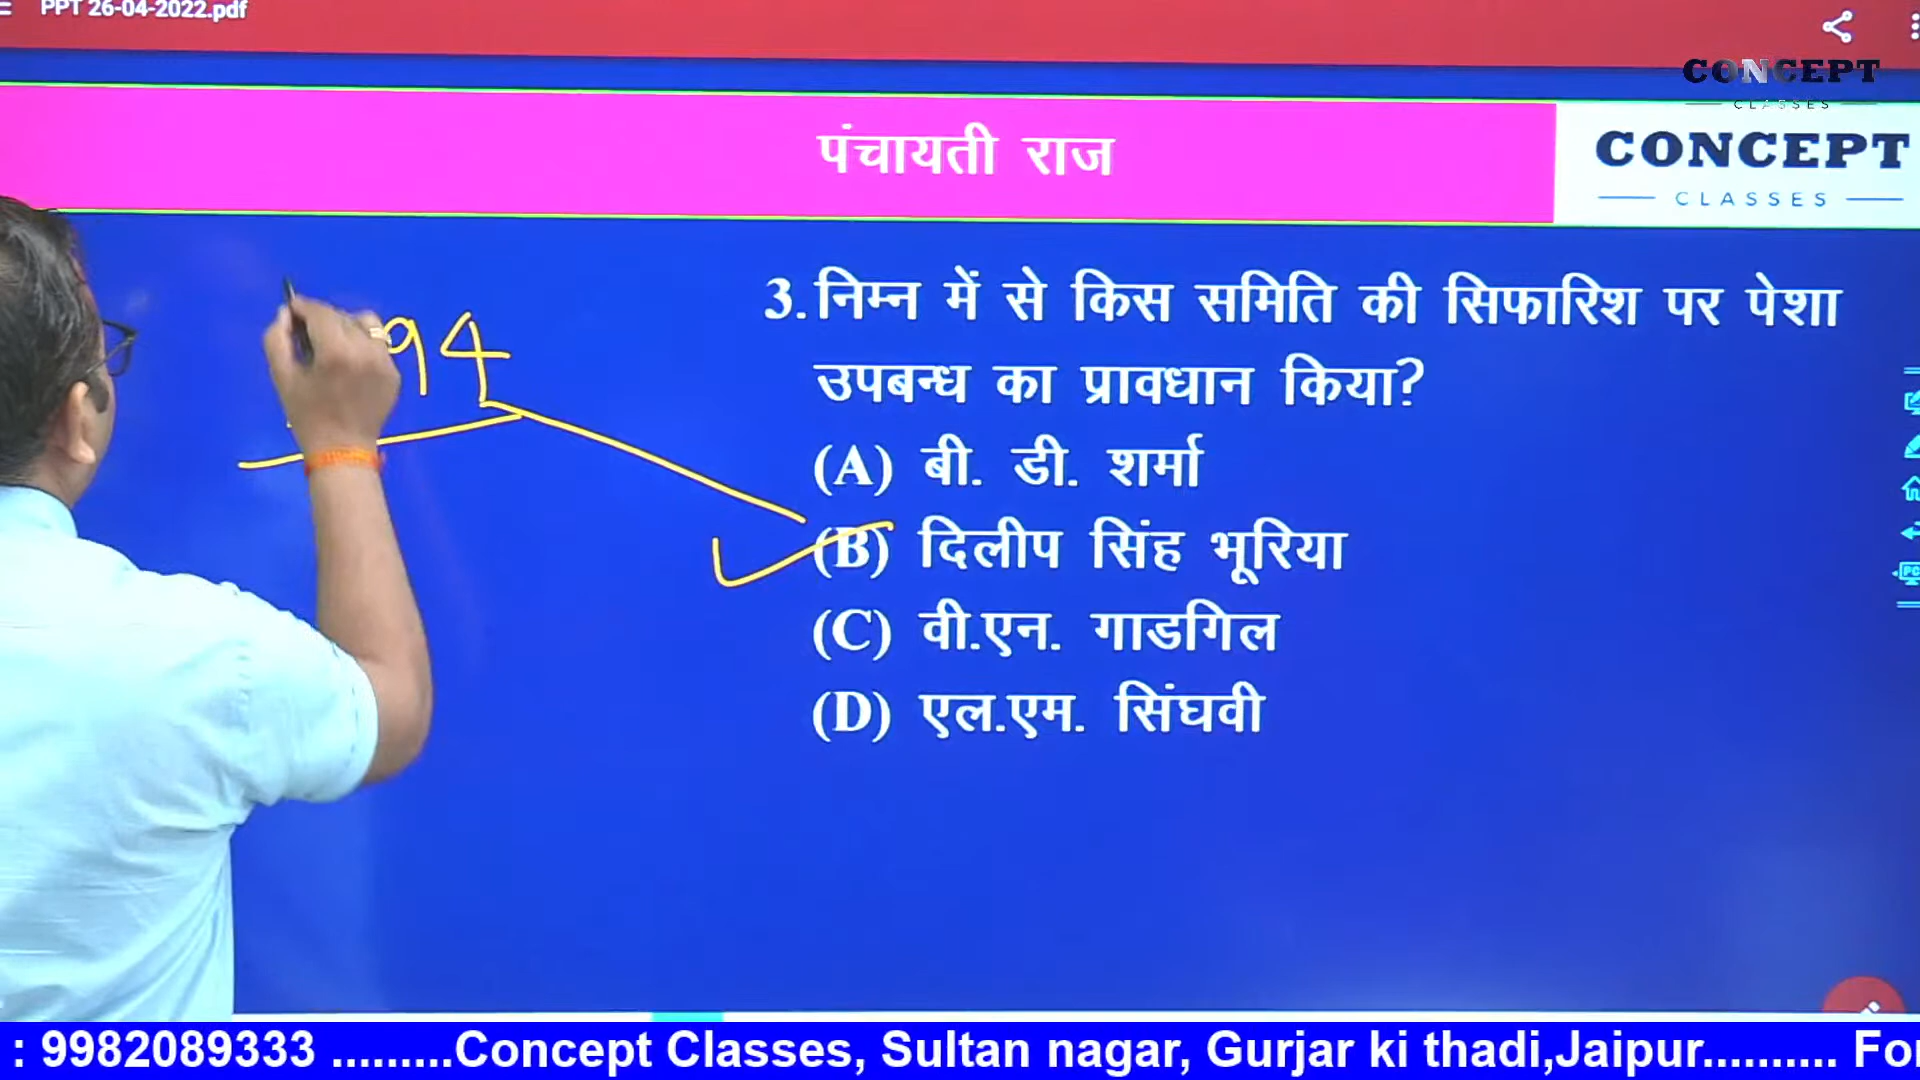 PPT 26-04-2022.pdf
CONCEPT
CLASSES
पंचायती राज
CONCEPT
CLASSES
94
3. निम्न में से किस समिति की सिफारिश पर पेशा
उपबन्ध का प्रावधान किया?
(A) बी. डी. शर्मा
(B) दिलीप सिंह भूरिया
(C) वी.एन. गाडगिल
(D) एल.एम. सिंघवी
: 9982089333 .........Concept Classes, Sultan nagar, Gurjar ki thadi,Jaipur.......... For